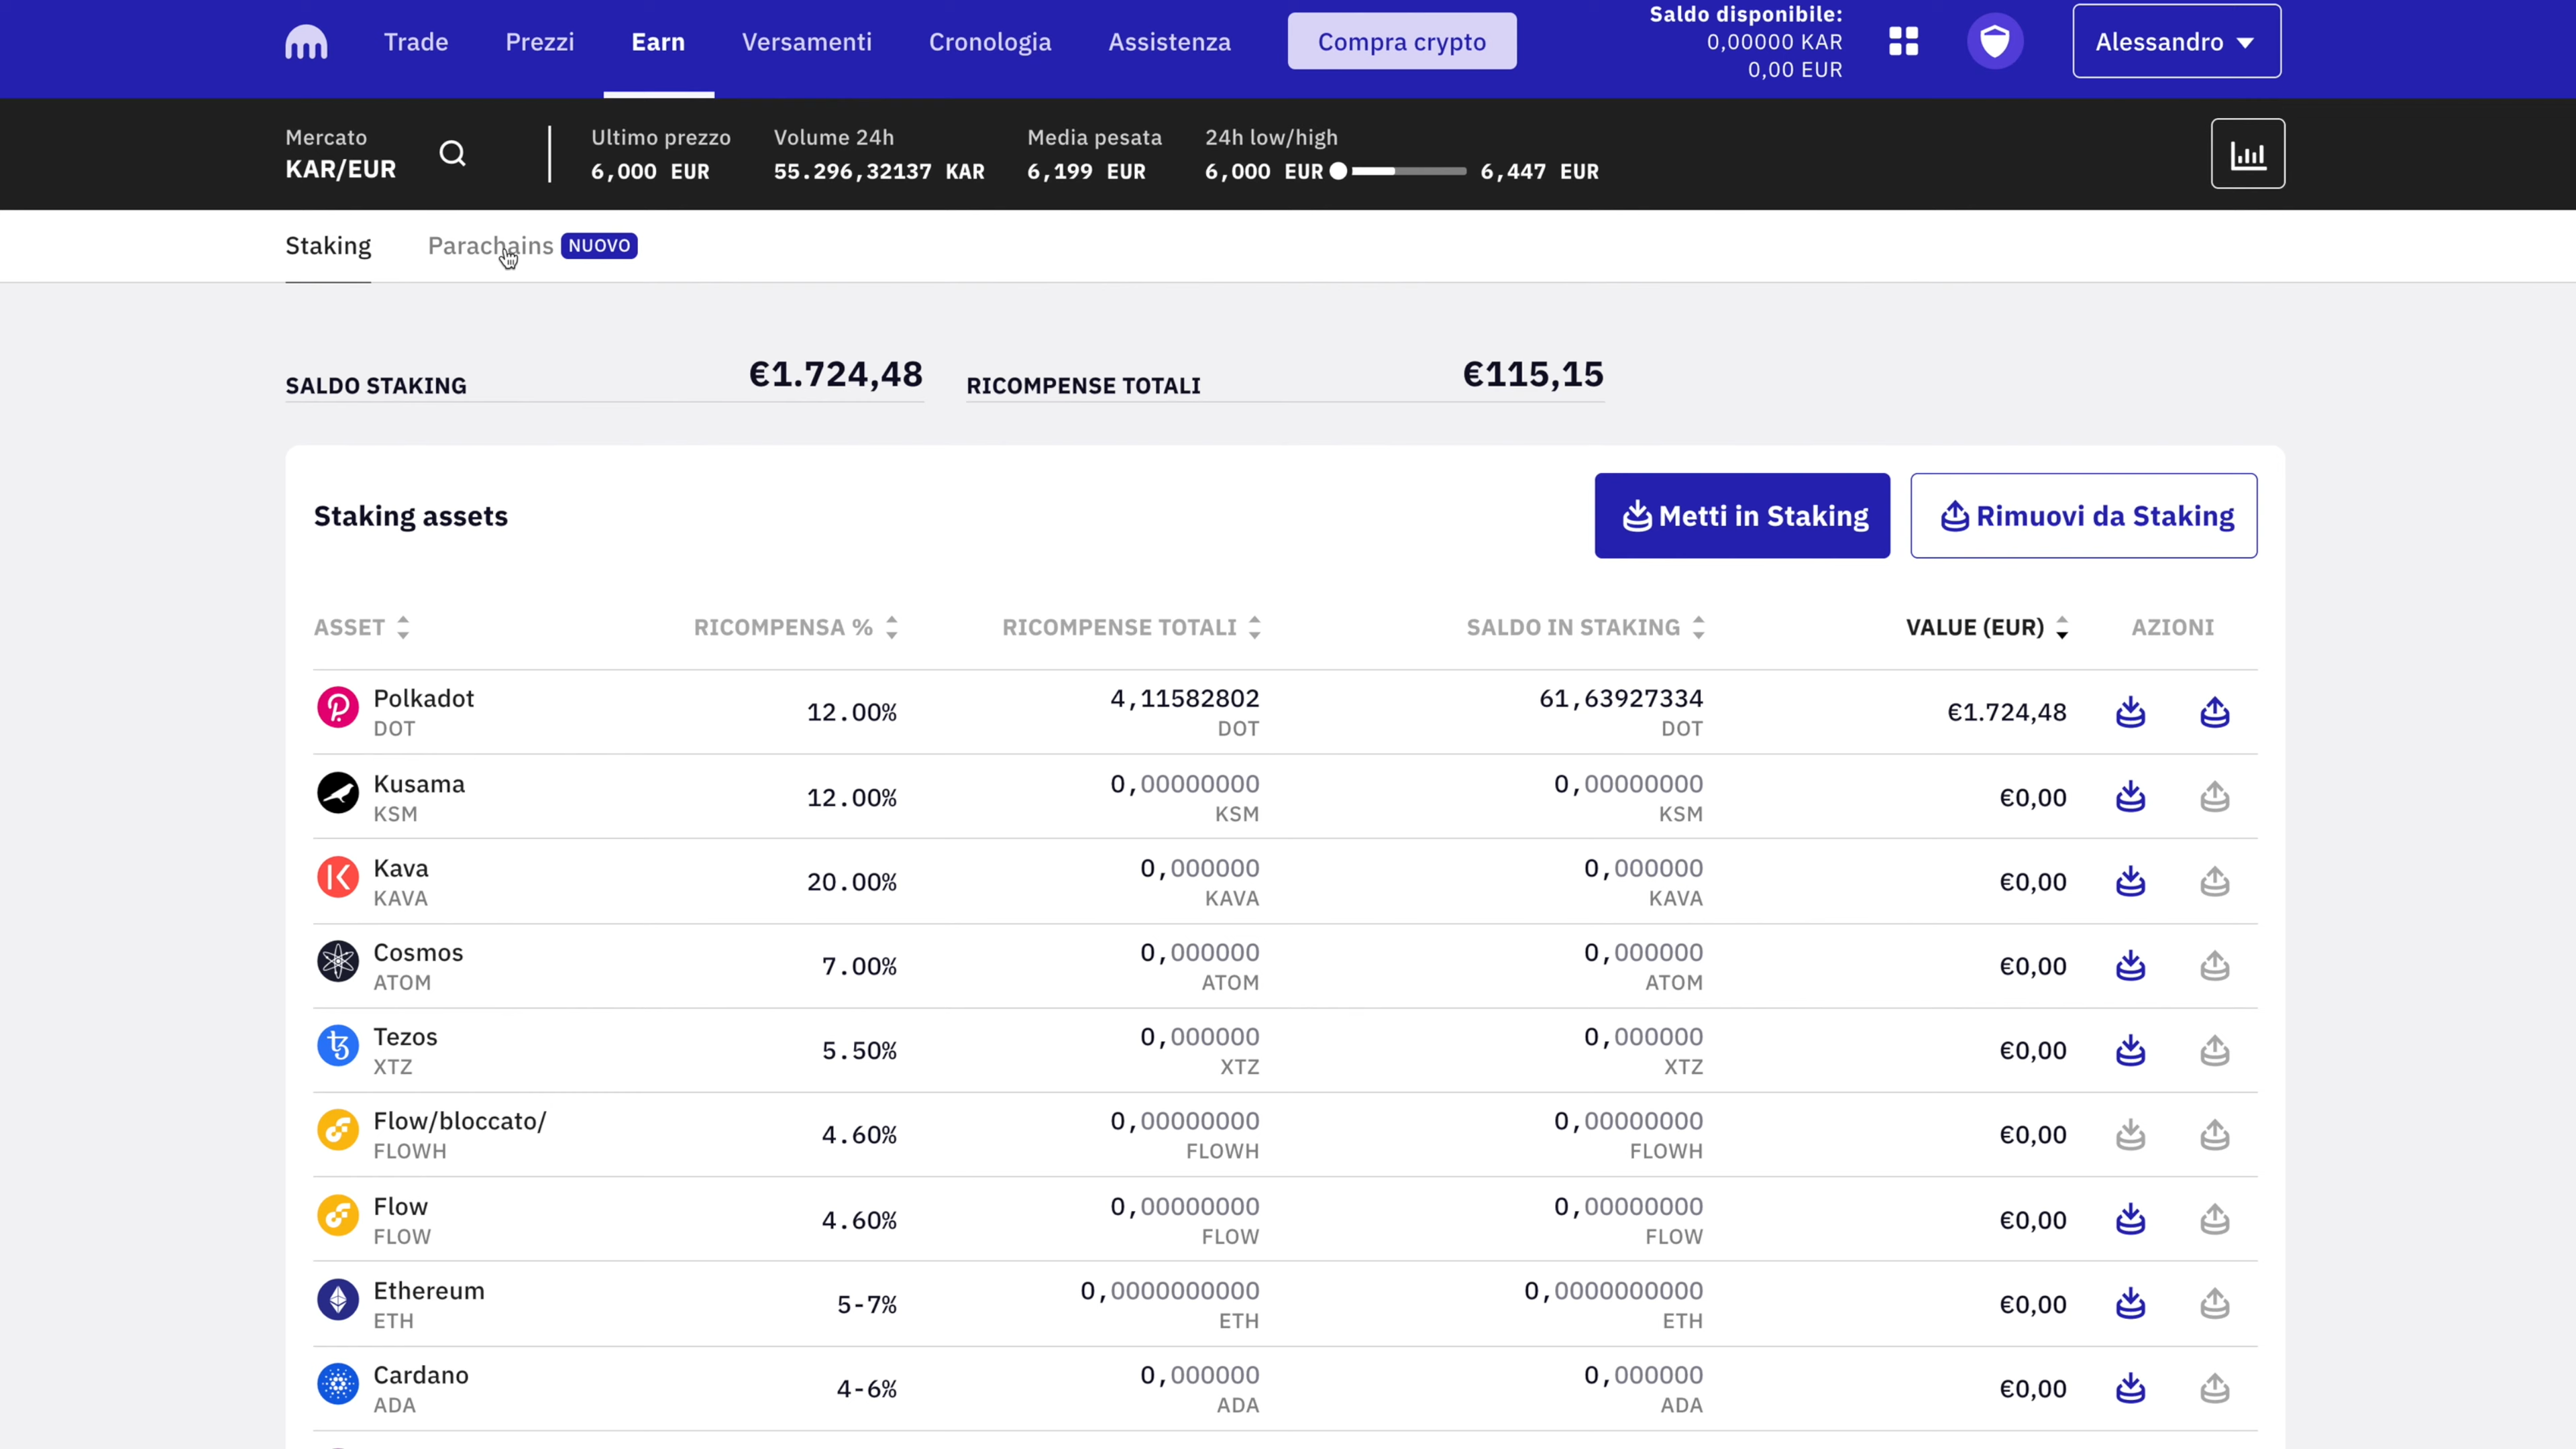 Trade Prezzi Earn Versamenti Cronologia Assistenza Compra crypto
Saldo disponibile:
0,00000 KAR
0,00 EUR
Alessandro
Mercato
KAR/EUR
Ultimo prezzo
6,000 EUR
Volume 24h
55.296,32137 KAR
Media pesata
6,199 EUR
24h low/high
6,000 EUR 6,447 EUR
Staking Parachains NUOVO
SALDO STAKING €1.724,48 RICOMPENSE TOTALI €115,15
Staking assets Metti in Staking Rimuovi da Staking
ASSET RICOMPENSA % RICOMPENSE TOTALI SALDO IN STAKING VALUE (EUR) AZIONI
Polkadot 12.00% 4,11582802 61,63927334 €1.724,48
DOT DOT DOT
Kusama 12.00% 0,00000000 0,00000000 €0,00
KSM KSM KSM
Kava 20.00% 0,000000 0,000000 €0,00
KAVA KAVA KAVA
Cosmos 7.00% 0,000000 0,000000 €0,00
ATOM ATOM ATOM
Tezos 5.50% 0,000000 0,000000 €0,00
XTZ XTZ XTZ
Flow/bloccato/ 4.60% 0,00000000 0,00000000 €0,00
FLOWH FLOWH FLOWH
Flow 4.60% 0,00000000 0,00000000 €0,00
FLOW FLOW FLOW
Ethereum 5-7% 0,0000000000 0,0000000000 €0,00
ETH ETH ETH
Cardano 4-6% 0,000000 0,000000 €0,00
ADA ADA ADA